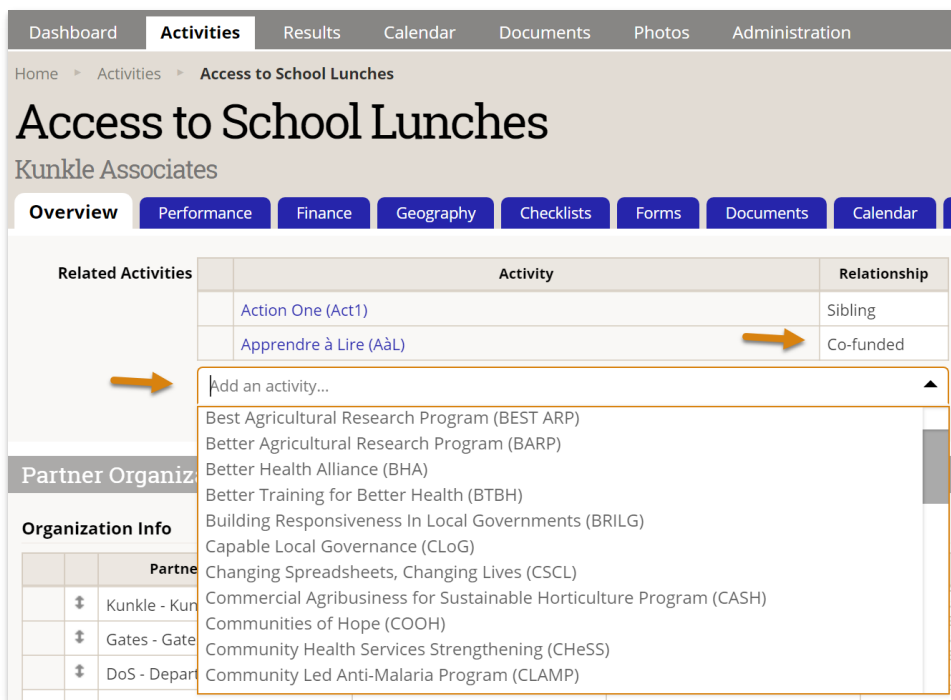 Dashboard Activities Results Calendar Documents Photos Administration
Home Activities Access to School Lunches
Access to School Lunches
Kunkle Associates
Overview Performance Finance Geography Checklists Forms Documents Calendar
Related Activities Activity Relationship
Action One (Act1) Sibling
Apprendre à Lire (AàL) Co-funded
Add an activity...
Best Agricultural Research Program (BEST ARP)
Better Agricultural Research Program (BARP)
Better Health Alliance (BHA)
Better Training for Better Health (BTBH)
Building Responsiveness In Local Governments (BRILG)
Capable Local Governance (CLoG)
Changing Spreadsheets, Changing Lives (CSCL)
Commercial Agribusiness for Sustainable Horticulture Program (CASH)
Communities of Hope (COOH)
Community Health Services Strengthening (CHeSS)
Community Led Anti-Malaria Program (CLAMP)
Partner Organiz
Organization Info
Partne
Kunkle - Kun
Gates - Gate
DoS - Depart